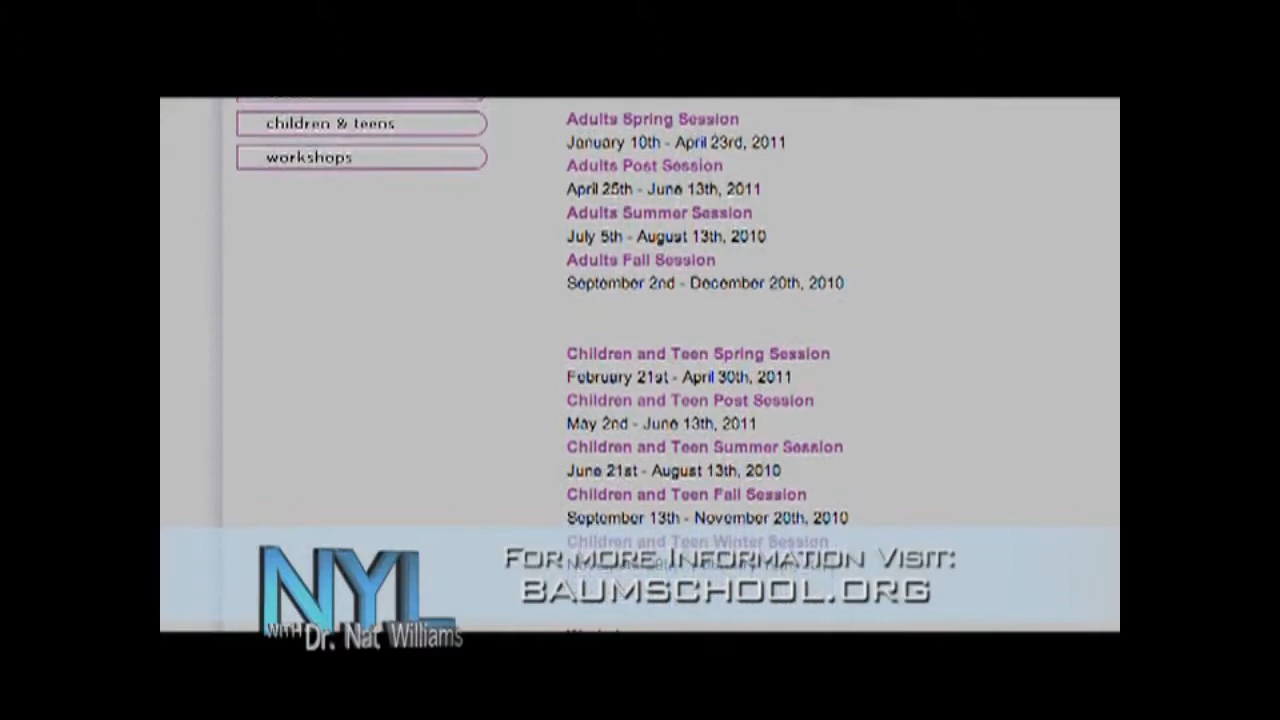 children & teens
workshops
Adults Spring Session
January 10th - April 23rd, 2011
Adults Post Session
April 25th - June 13th, 2011
Adults Summer Session
July 5th - August 13th, 2010
Adults Fall Session
September 2nd - December 20th, 2010
Children and Teen Spring Session
February 21st - April 30th, 2011
Children and Teen Post Session
May 2nd - June 13th, 2011
Children and Teen Summer Session
June 21st - August 13th, 2010
Children and Teen Fall Session
September 13th - November 20th, 2010
Children and Teen Winter Session
FOR MORE INFORMATION VISIT:
BAUMSCHOOL.ORG
NYL
WITH Dr. Nat Williams